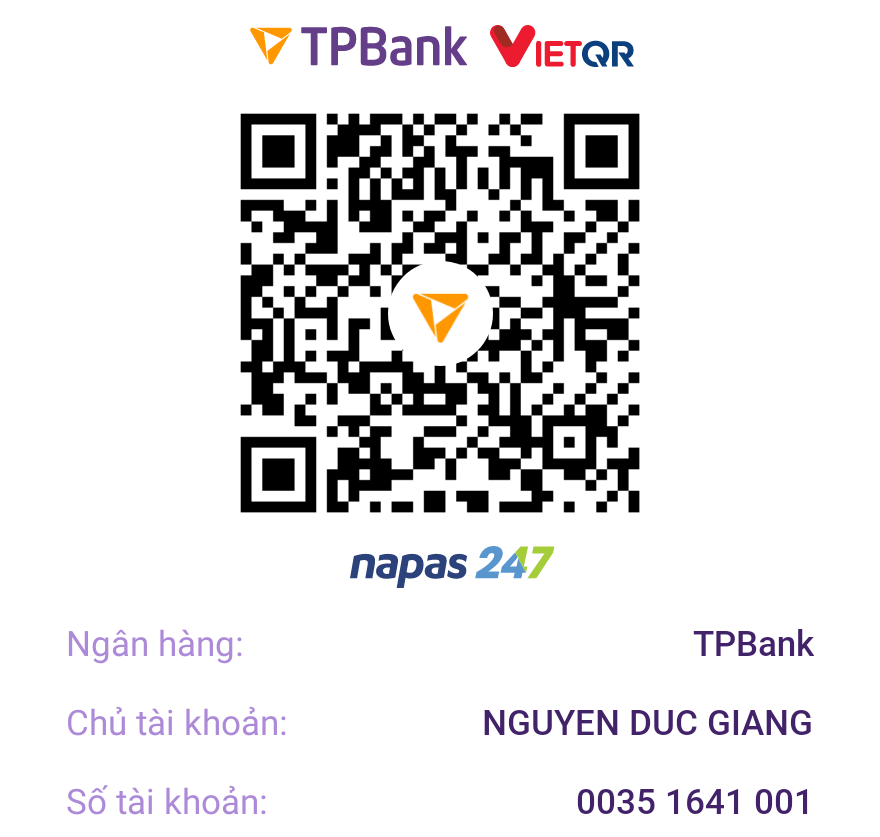 TPBank VIETQR
napas 247
Ngân hàng: TPBank
Chủ tài khoản: NGUYEN DUC GIANG
Số tài khoản: 0035 1641 001